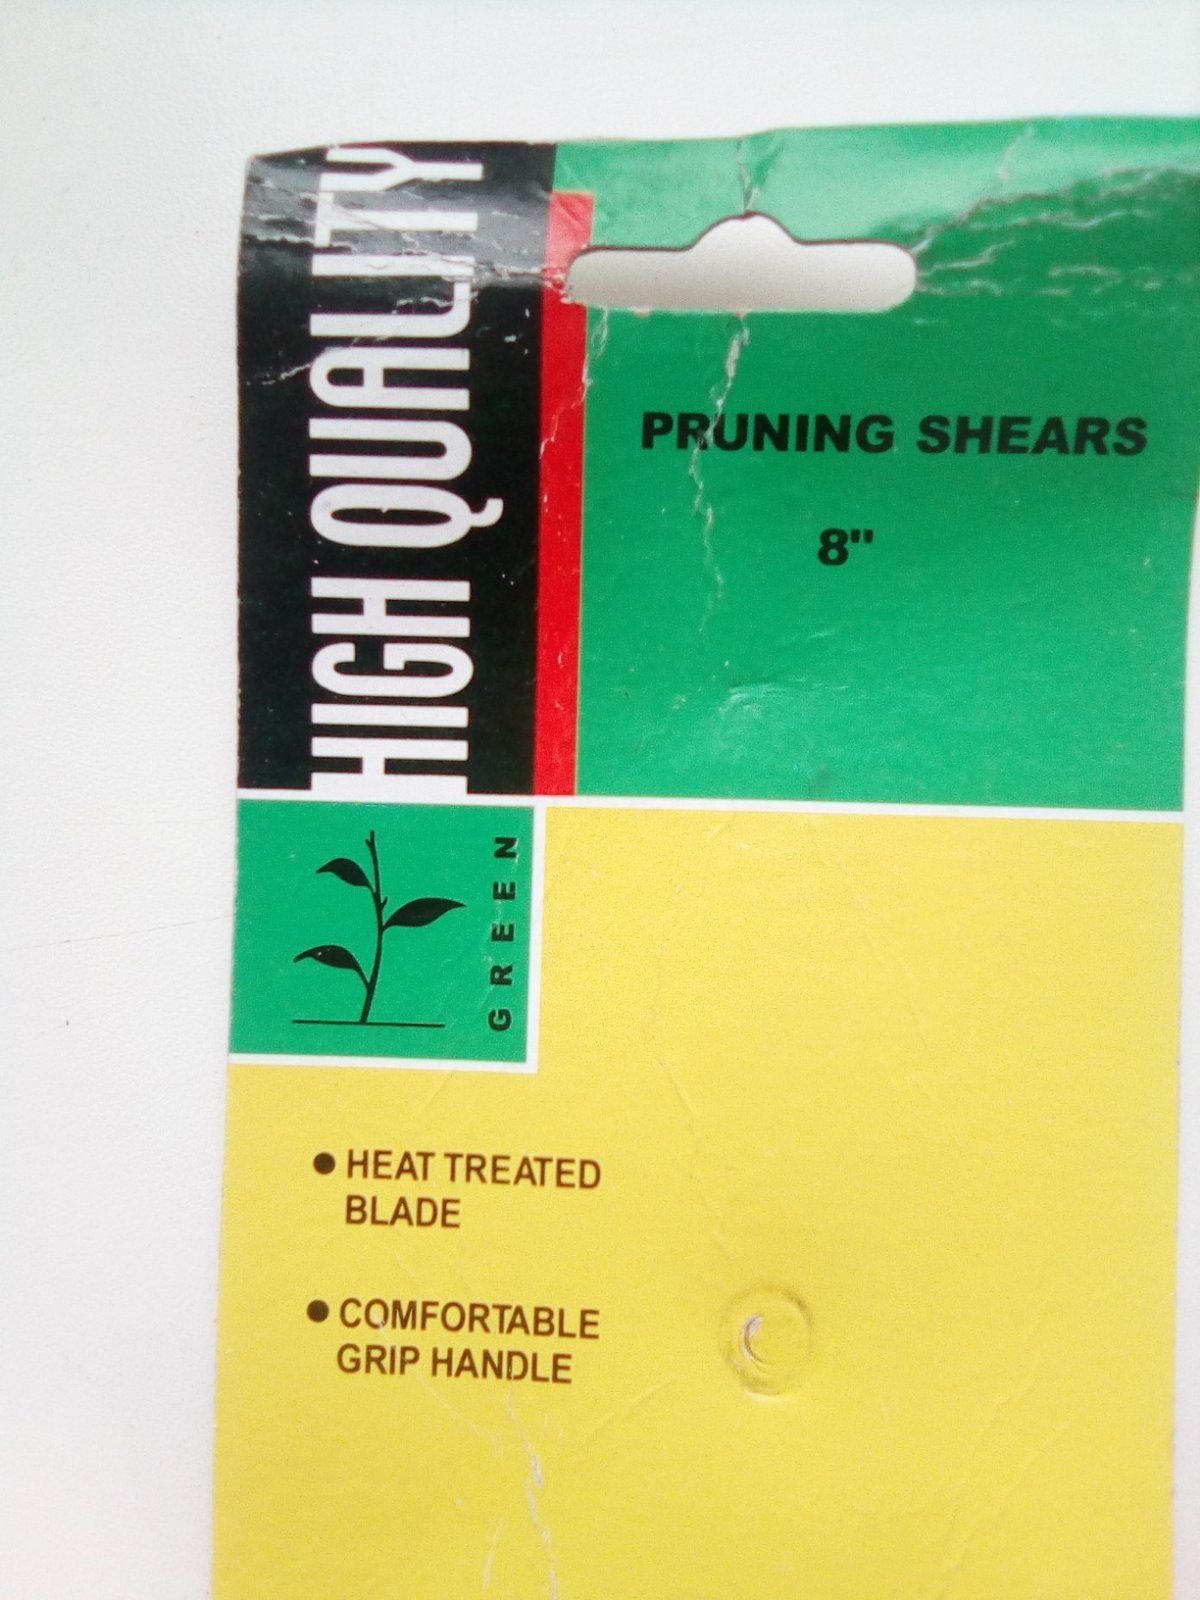 HIGH QUALITY
PRUNING SHEARS
8"
GREEN
● HEAT TREATED
BLADE
● COMFORTABLE
GRIP HANDLE